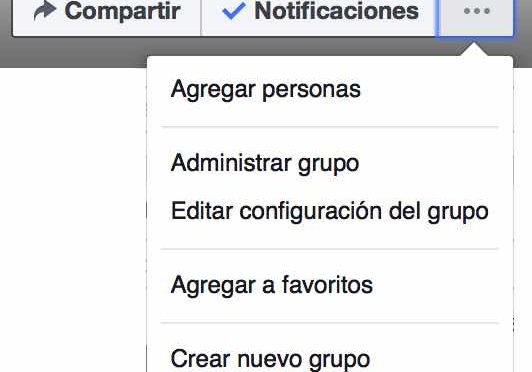 Compartir Notificaciones
Agregar personas
Administrar grupo
Editar configuración del grupo
Agregar a favoritos
Crear nuevo grupo